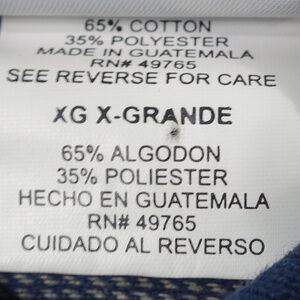 65% COTTON
35% POLYESTER
MADE IN GUATEMALA
RN# 49765
SEE REVERSE FOR CARE
XG X-GRANDE
65% ALGODON
35% POLIESTER
HECHO EN GUATEMALA
RN# 49765
CUIDADO AL REVERSO